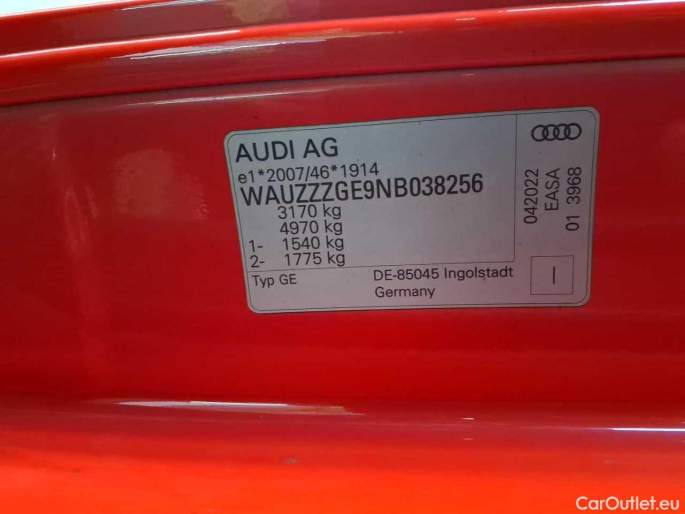 AUDI AG
e1*2007/46*1914
WAUZZZGE9NB038256
3170 kg
4970 kg
1- 1540 kg
2- 1775 kg
Typ GE
DE-85045 Ingolstadt
Germany
042022
EASA
01 3968
I
CarOutlet.eu